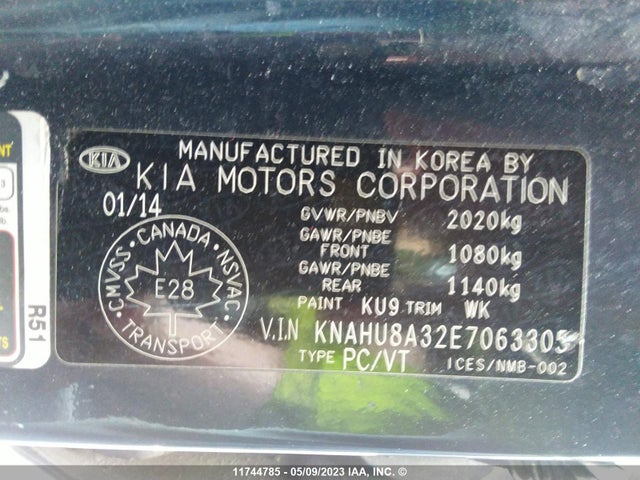 KIA
MANUFACTURED IN KOREA BY
KIA MOTORS CORPORATION
01/14
GVWR/PNBV 2020kg
GAWR/PNBE FRONT 1080kg
GAWR/PNBE REAR 1140kg
PAINT KU9 TRIM WK
V.I.N KNAHU8A32E7063305
TYPE PC/VT ICES/NMB-002
CMVSS · CANADA · NSVAC
E28
TRANSPORT
R51
NT
TS
11744785 - 05/09/2023 IAA, INC. ©